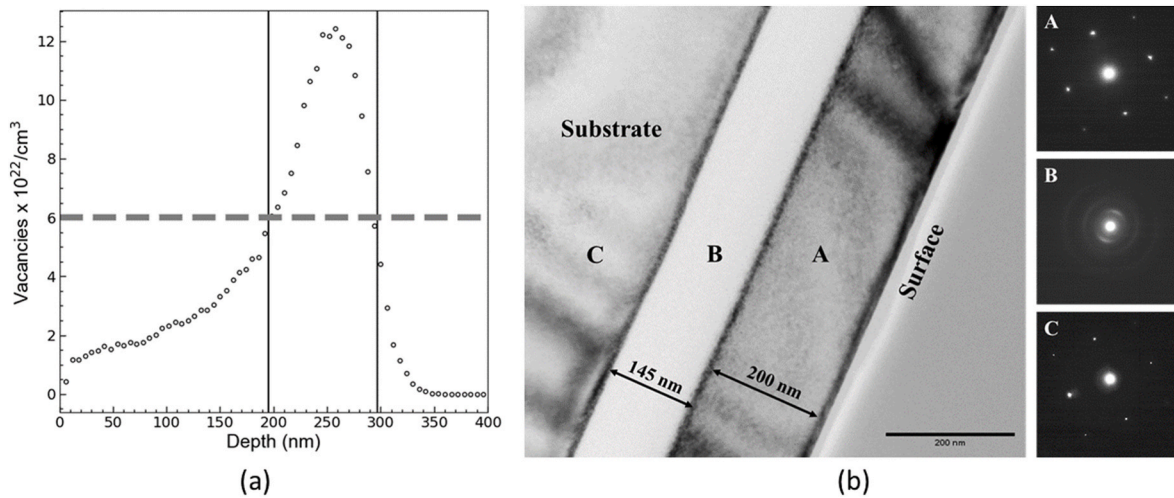 12
10
8
6
4
2
0
Vacancies x 10²²/cm³
0 50 100 150 200 250 300 350 400
Depth (nm)
(a)
Substrate
C
B
A
Surface
145 nm
200 nm
200 nm
(b)
A
B
C